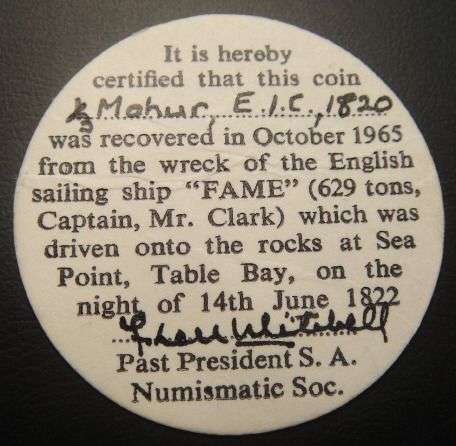 It is hereby
certified that this coin
⅓ Mohur, E.I.C., 1820
was recovered in October 1965
from the wreck of the English
sailing ship "FAME" (629 tons,
Captain, Mr. Clark) which was
driven onto the rocks at Sea
Point, Table Bay, on the
night of 14th June 1822
Mitchell
Past President S. A.
Numismatic Soc.